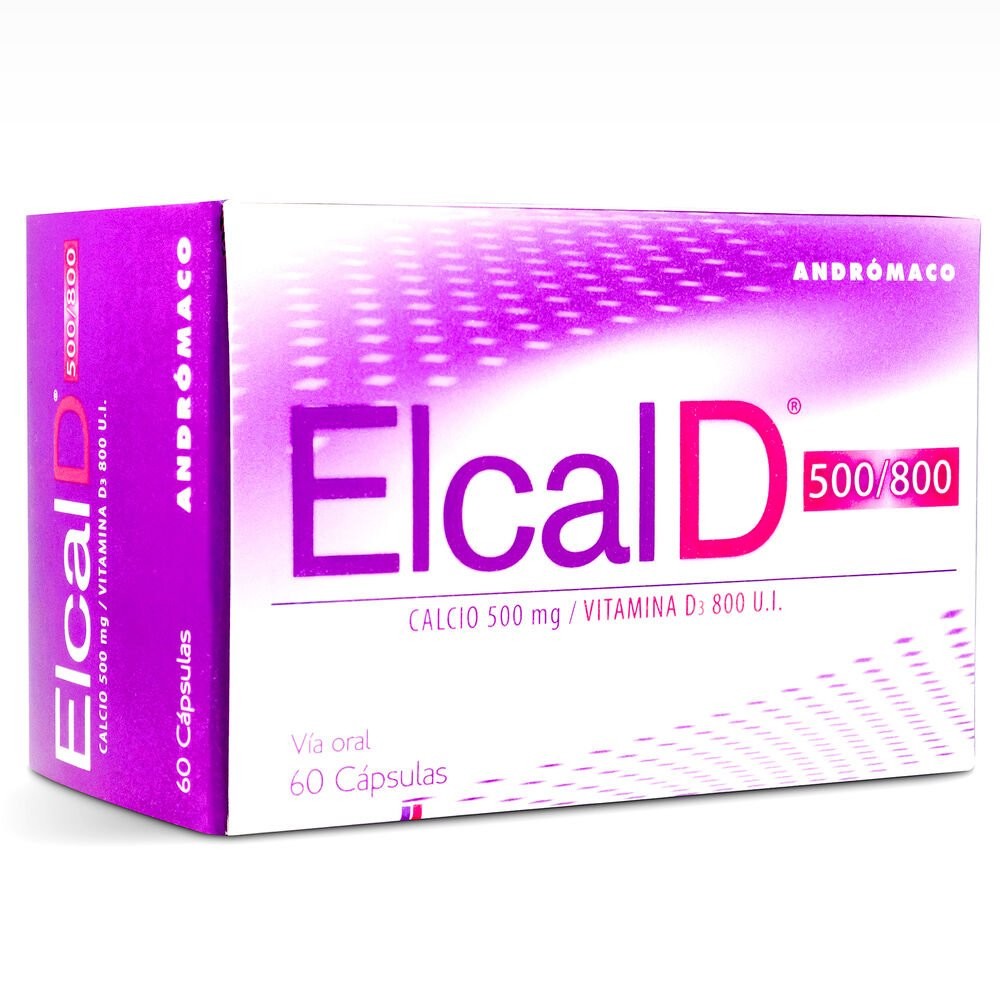 ANDRÓMACO
ElcalD® 500/800
CALCIO 500 mg / VITAMINA D3 800 U.I.
Vía oral
60 Cápsulas
ElcalD® 500/800
CALCIO 500 mg / VITAMINA D3 800 U.I.
60 Cápsulas
ANDRÓMACO